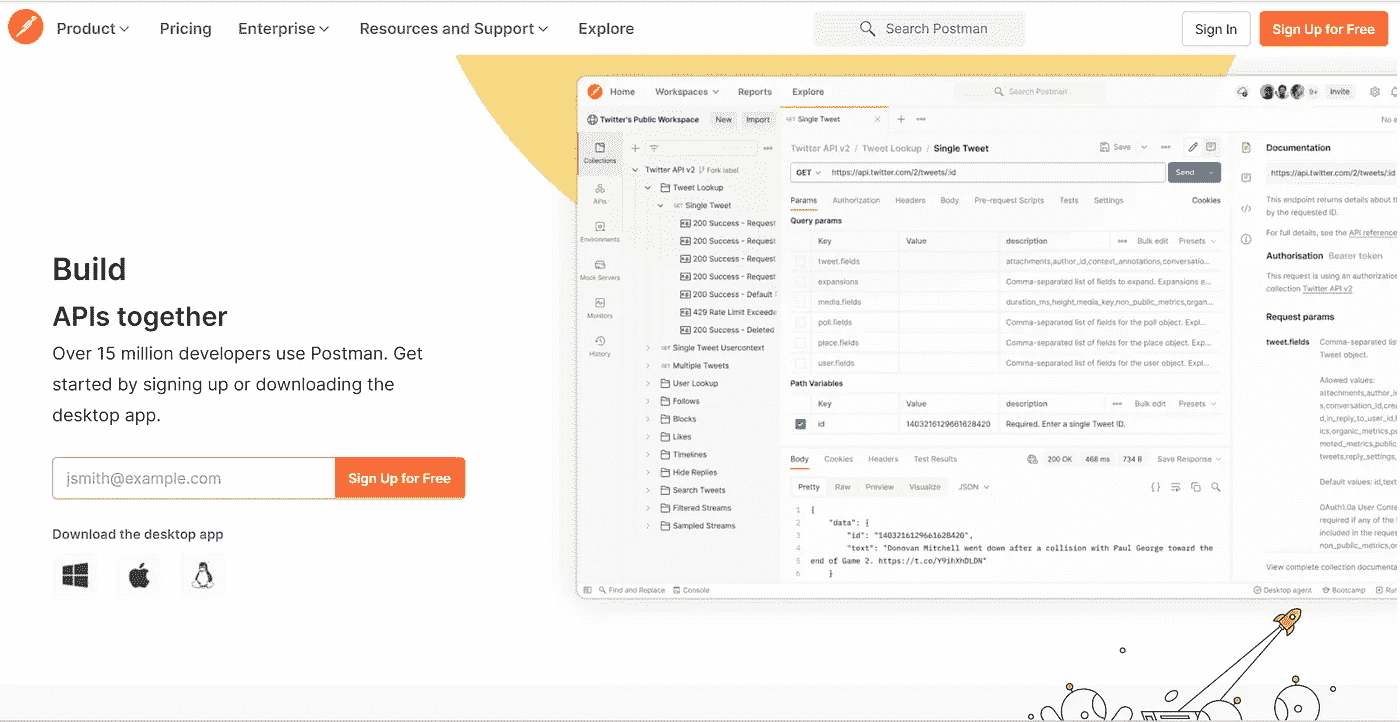 Product Pricing Enterprise Resources and Support Explore Search Postman Sign In Sign Up for Free
Build
APIs together
Over 15 million developers use Postman. Get
started by signing up or downloading the
desktop app.
jsmith@example.com Sign Up for Free
Download the desktop app
Home Workspaces Reports Explore Search Postman 9+ Invite
Twitter's Public Workspace New Import GET Single Tweet No e
Collections
APIs
Environments
Mock Servers
Monitors
History
Twitter API v2 Fork label
Tweet Lookup
GET Single Tweet
200 Success - Request
200 Success - Request
200 Success - Request
200 Success - Request
200 Success - Default
429 Rate Limit Exceede
200 Success - Deleted
GET Single Tweet Usercontext
GET Multiple Tweets
User Lookup
Follows
Blocks
Likes
Timelines
Hide Replies
Search Tweets
Filtered Streams
Sampled Streams
Twitter API v2 / Tweet Lookup / Single Tweet Save
GET https://api.twitter.com/2/tweets/:id Send
Params Authorization Headers Body Pre-request Scripts Tests Settings Cookies
Query params
Key Value description Bulk edit Presets
tweet.fields attachments,author_id,context_annotations,conversatio...
expansions Comma-separated list of fields to expand. Expansions e...
media.fields duration_ms,height,media_key,non_public_metrics,organ...
poll.fields Comma-separated list of fields for the poll object. Expl...
place.fields Comma-separated list of fields for the place object. Exp...
user.fields Comma-separated list of fields for the user object. Expl...
Path Variables
Key Value description Bulk edit Presets
id 1403216129661628420 Required. Enter a single Tweet ID.
Body Cookies Headers Test Results 200 OK 468 ms 734 B Save Response
Pretty Raw Preview Visualize JSON
1 {
2 "data": {
3 "id": "1403216129661628420",
4 "text": "Donovan Mitchell went down after a collision with Paul George toward the
5 end of Game 2. https://t.co/Y9ihXhDLDN"
6 }
Documentation
https://api.twitter.com/2/tweets/:id
This endpoint returns details about th
by the requested ID.
For full details, see the API reference
Authorisation Bearer token
This request is using an authorizatio
collection Twitter API v2
Request params
tweet.fields Comma-separated lis
Tweet object.
Allowed values:
attachments,author_i
s,conversation_id,crea
d,in_reply_to_user_id,l
ics,organic_metrics,po
moted_metrics,public
tweets,reply_settings,
Default values: id,text
OAuth1.0a User Conte
required if any of the f
included in the reques
non_public_metrics,or
View complete collection documenta
Find and Replace Console Desktop agent Bootcamp Run